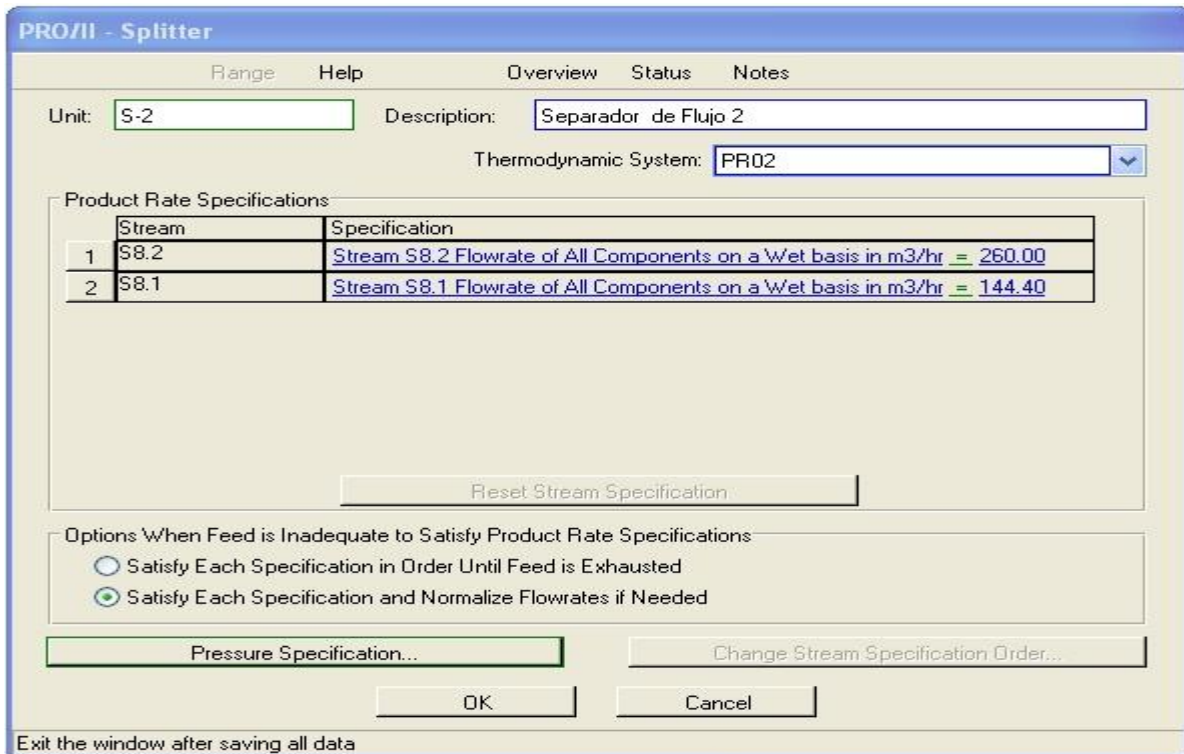 PRO/II - Splitter
Range Help Overview Status Notes
Unit: S-2 Description: Separador de Flujo 2
Thermodynamic System: PR02
Product Rate Specifications
Stream Specification
1 S8.2 Stream S8.2 Flowrate of All Components on a Wet basis in m3/hr = 260.00
2 S8.1 Stream S8.1 Flowrate of All Components on a Wet basis in m3/hr = 144.40
Reset Stream Specification
Options When Feed is Inadequate to Satisfy Product Rate Specifications
Satisfy Each Specification in Order Until Feed is Exhausted
Satisfy Each Specification and Normalize Flowrates if Needed
Pressure Specification... Change Stream Specification Order...
OK Cancel
Exit the window after saving all data